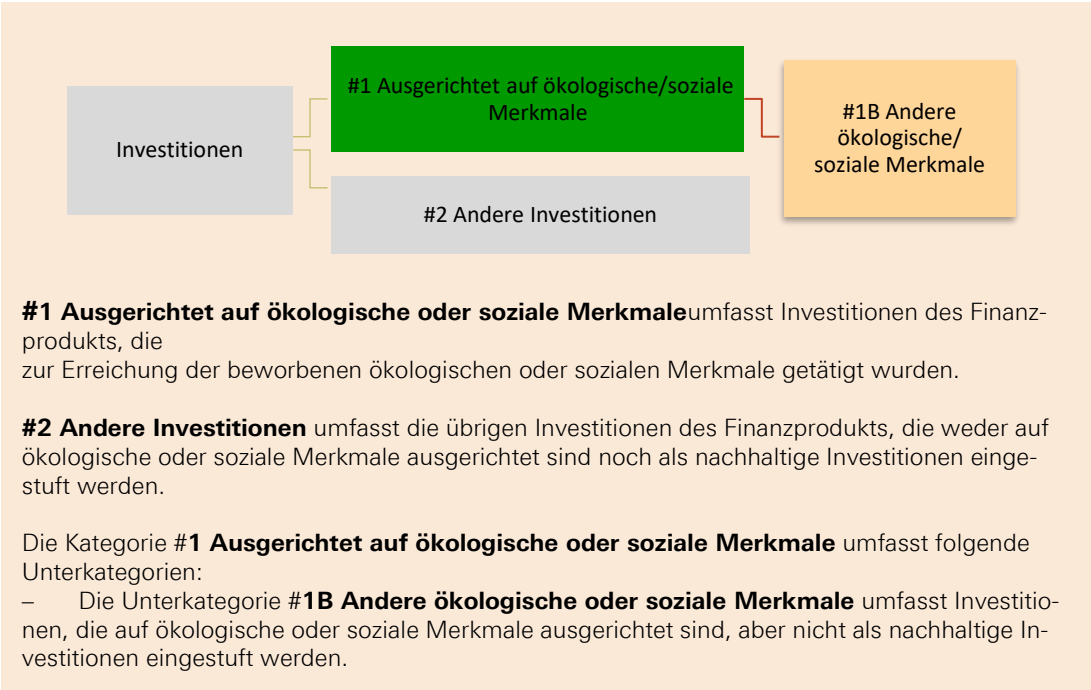 #1 Ausgerichtet auf ökologische/soziale
Merkmale
Investitionen
#1B Andere
ökologische/
soziale Merkmale
#2 Andere Investitionen
#1 Ausgerichtet auf ökologische oder soziale Merkmaleumfasst Investitionen des Finanz-
produkts, die
zur Erreichung der beworbenen ökologischen oder sozialen Merkmale getätigt wurden.
#2 Andere Investitionen umfasst die übrigen Investitionen des Finanzprodukts, die weder auf
ökologische oder soziale Merkmale ausgerichtet sind noch als nachhaltige Investitionen einge-
stuft werden.
Die Kategorie #1 Ausgerichtet auf ökologische oder soziale Merkmale umfasst folgende
Unterkategorien:
– Die Unterkategorie #1B Andere ökologische oder soziale Merkmale umfasst Investitio-
nen, die auf ökologische oder soziale Merkmale ausgerichtet sind, aber nicht als nachhaltige In-
vestitionen eingestuft werden.